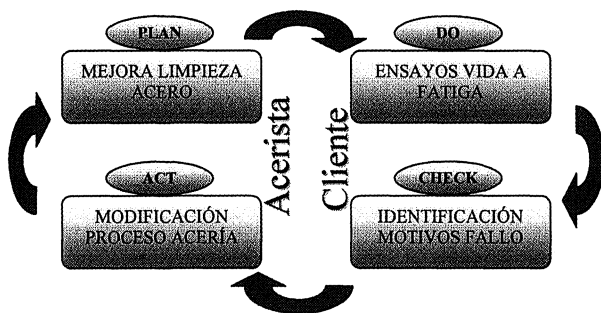 PLAN
MEJORA LIMPIEZA
ACERO
DO
ENSAYOS VIDA A
FATIGA
Acerista
Cliente
ACT
MODIFICACIÓN
PROCESO ACERÍA
CHECK
IDENTIFICACIÓN
MOTIVOS FALLO